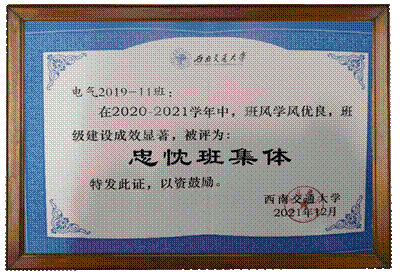 西南交通大学
电气2019-11班:
在2020-2021学年中，班风学风优良，班
级建设成效显著，被评为:
忠忱班集体
特发此证，以资鼓励。
西南交通大学
2021年12月